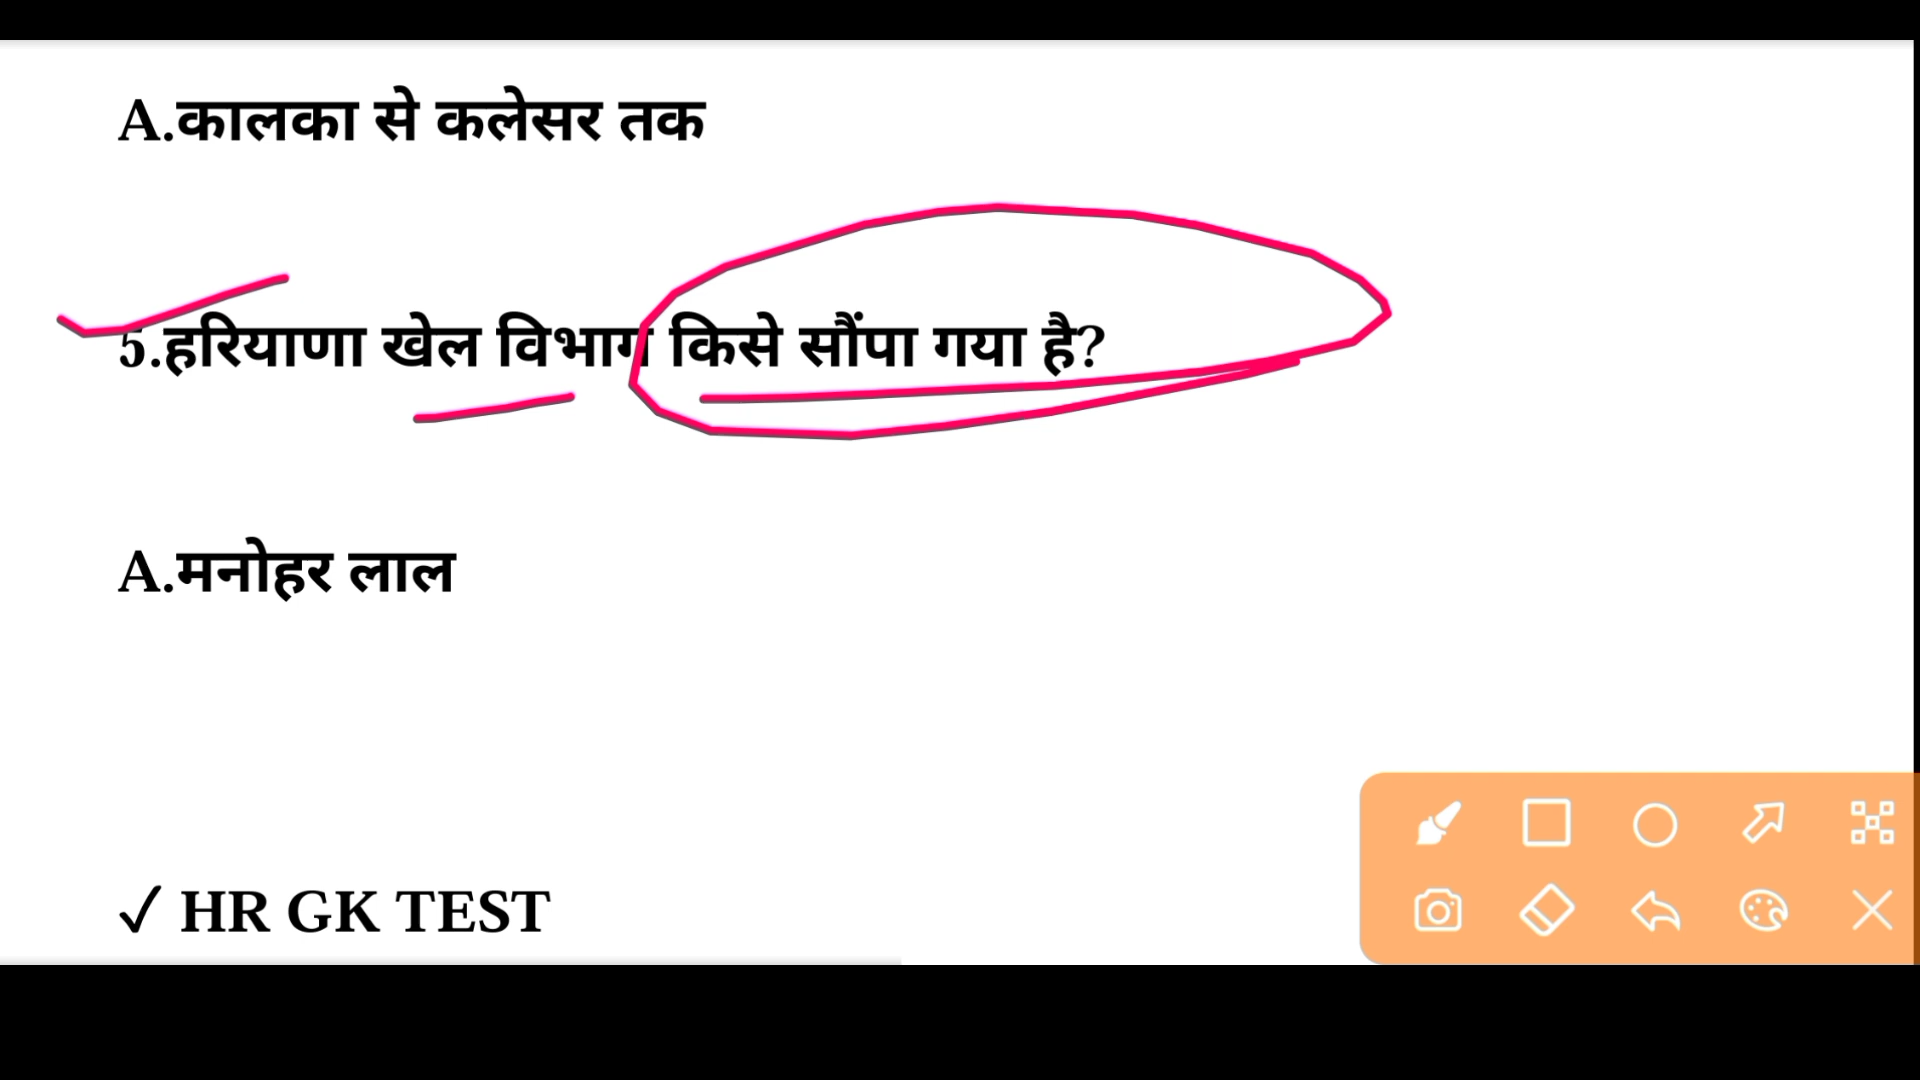 A.कालका से कलेसर तक
5.हरियाणा खेल विभाग किसे सौंपा गया है?
A.मनोहर लाल
✓ HR GK TEST